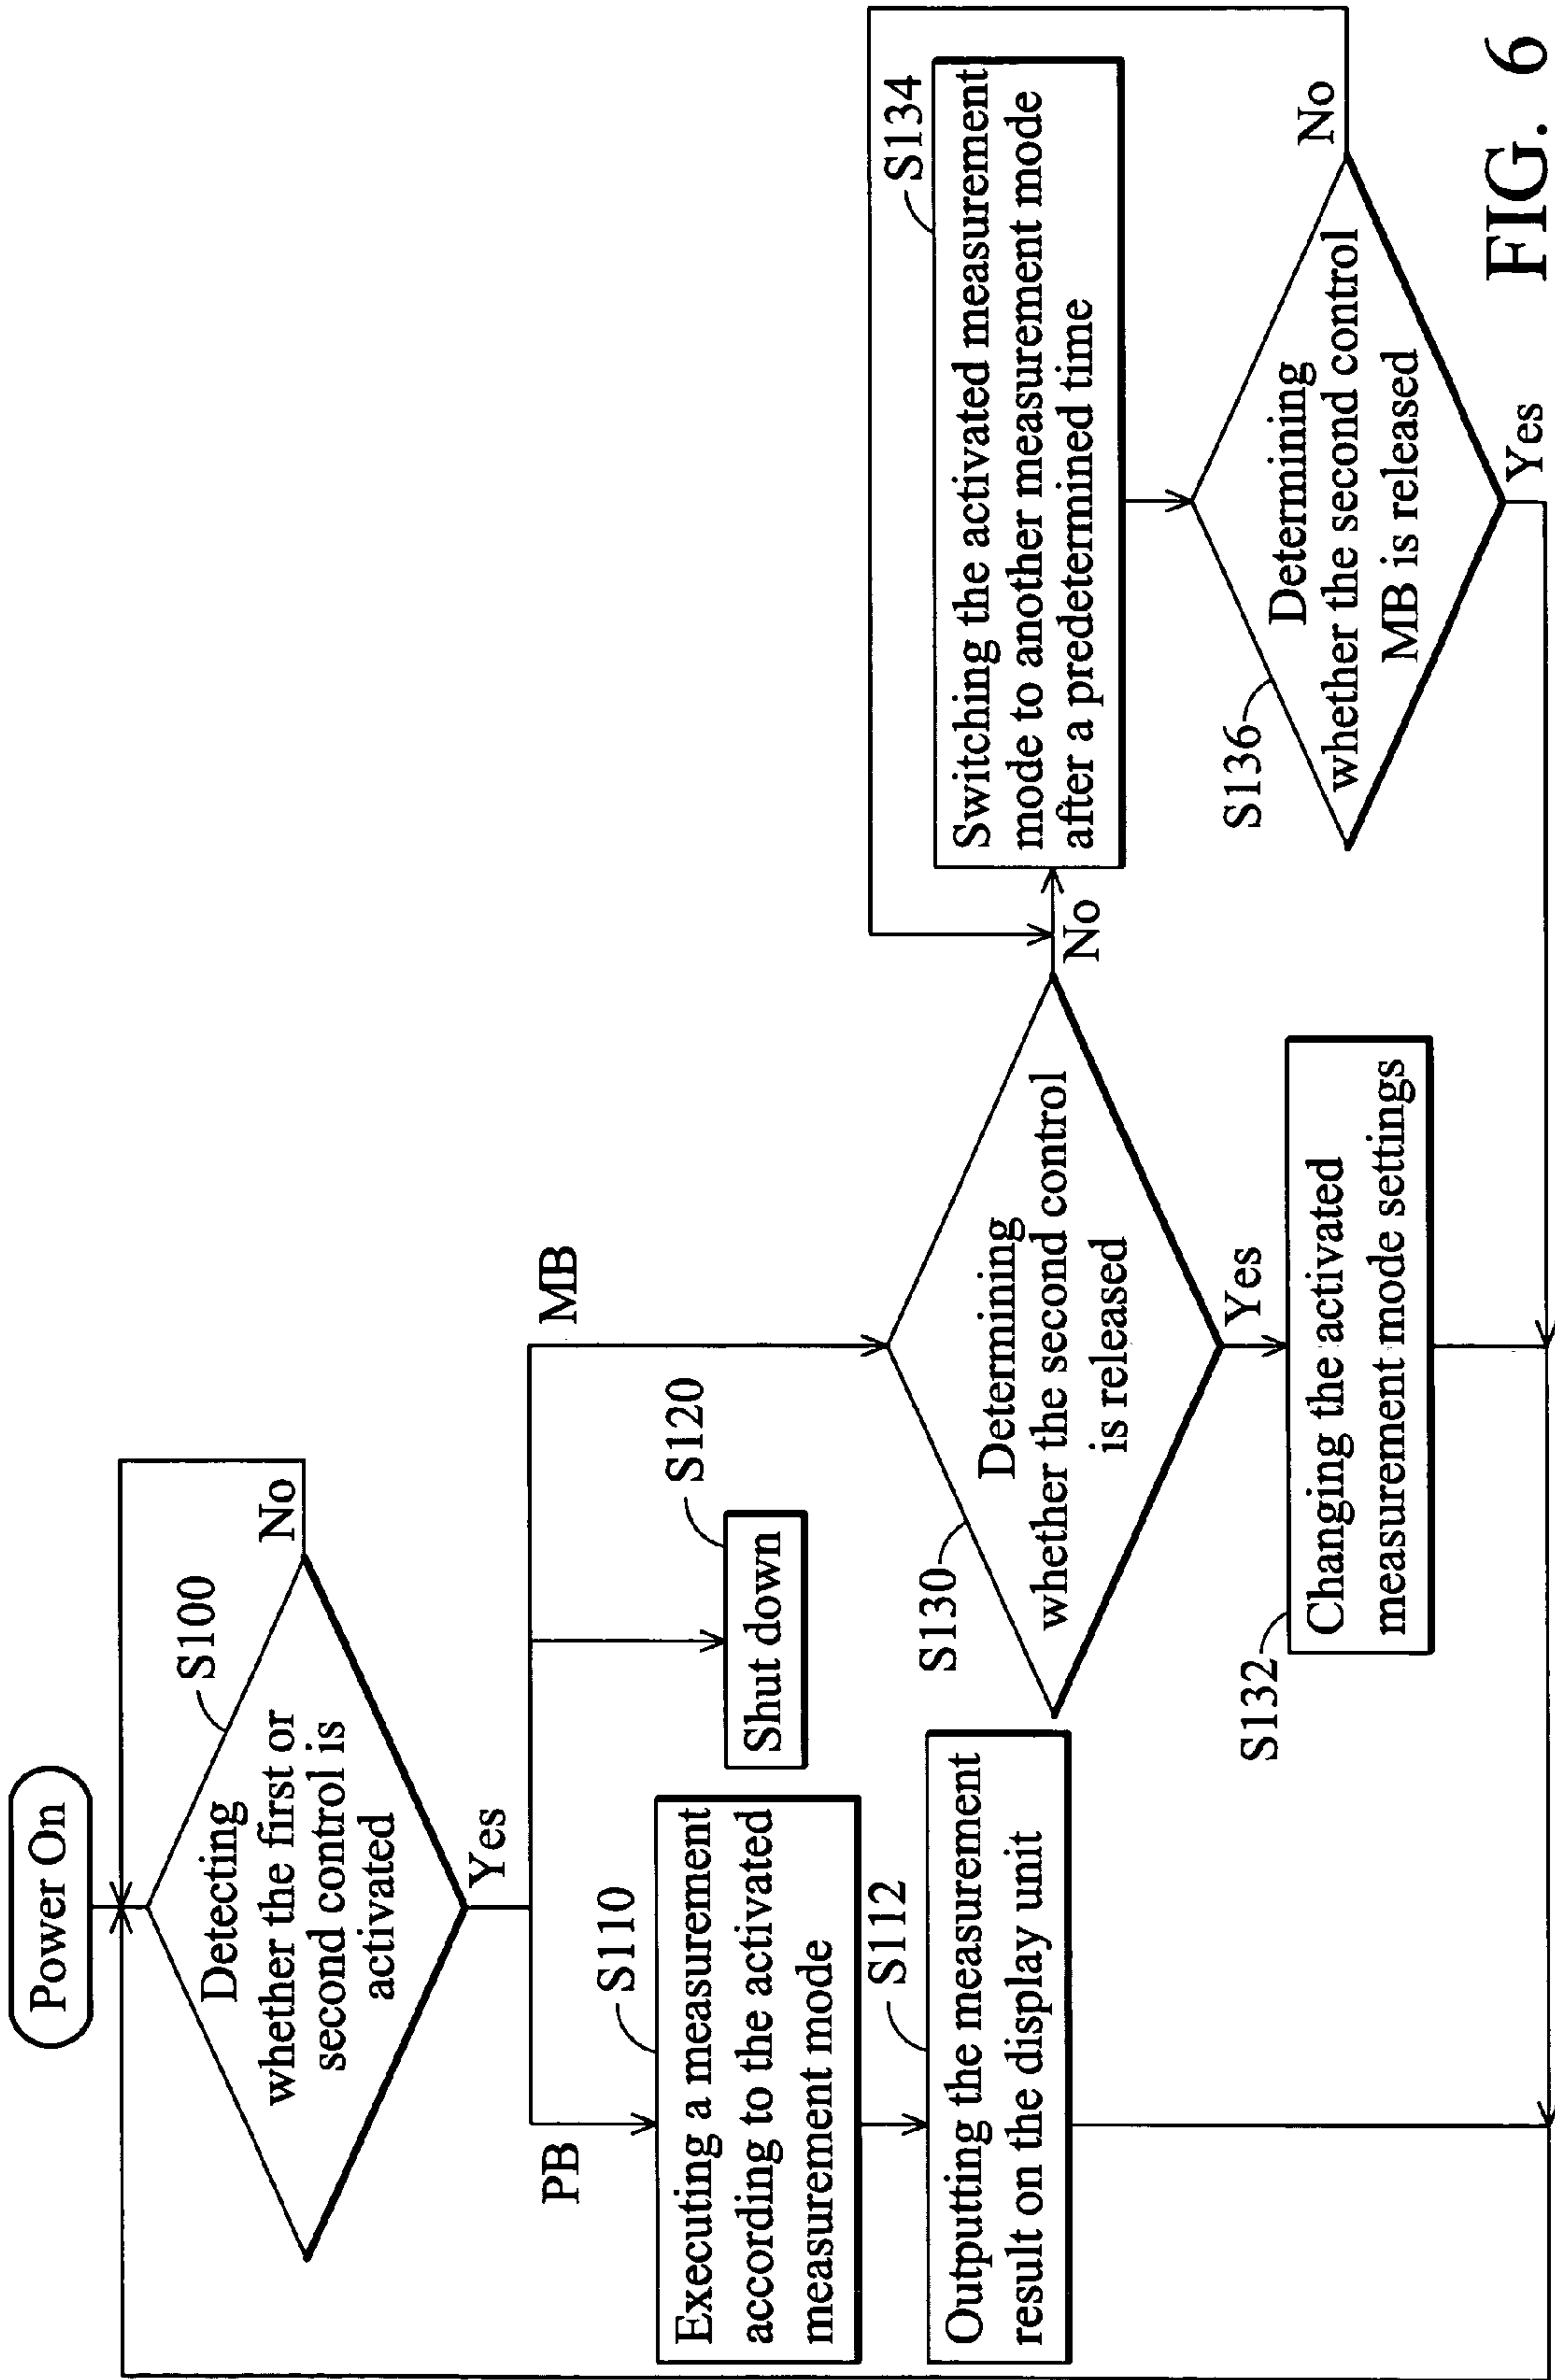 Power On
Detecting
whether the first or
second control is
activated
S100
No
Yes
PB
MB
S110
Executing a measurement
according to the activated
measurement mode
S112
Outputting the measurement
result on the display unit
S120
Shut down
S130
Determining
whether the second control
is released
No
Yes
S132
Changing the activated
measurement mode settings
S134
Switching the activated measurement
mode to another measurement mode
after a predetermined time
S136
Determining
whether the second control
MB is released
No
Yes
FIG. 6